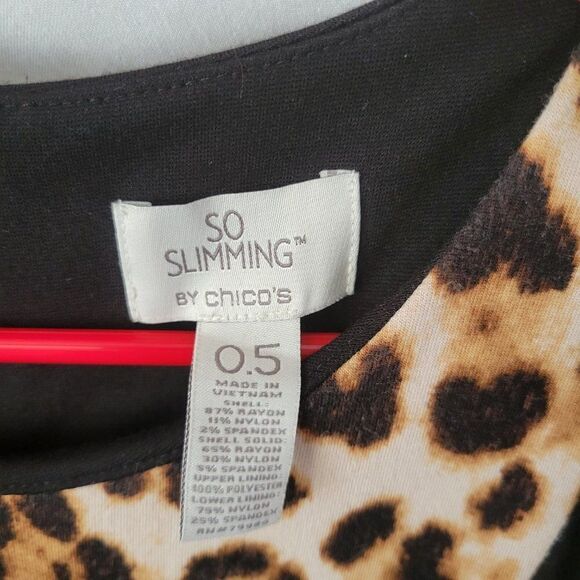 SO
SLIMMING™
BY chico's
0.5
MADE IN
VIETNAM
SHELL:
87% RAYON
11% NYLON
2% SPANDEX
SHELL SOLID:
65% RAYON
30% NYLON
5% SPANDEX
UPPER LINING:
100% POLYESTER
LOWER LINING:
75% NYLON
25% SPANDEX